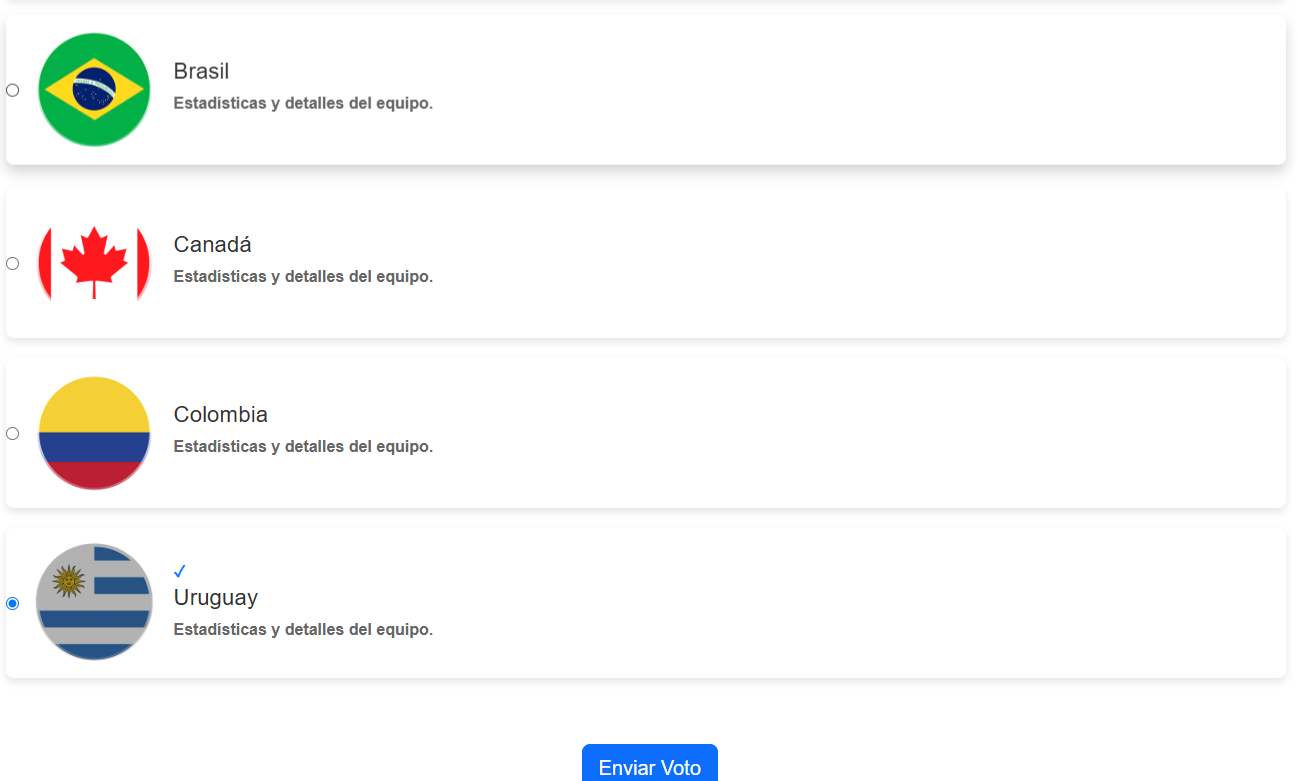 Brasil
Estadísticas y detalles del equipo.
Canadá
Estadísticas y detalles del equipo.
Colombia
Estadísticas y detalles del equipo.
✓
Uruguay
Estadísticas y detalles del equipo.
Enviar Voto